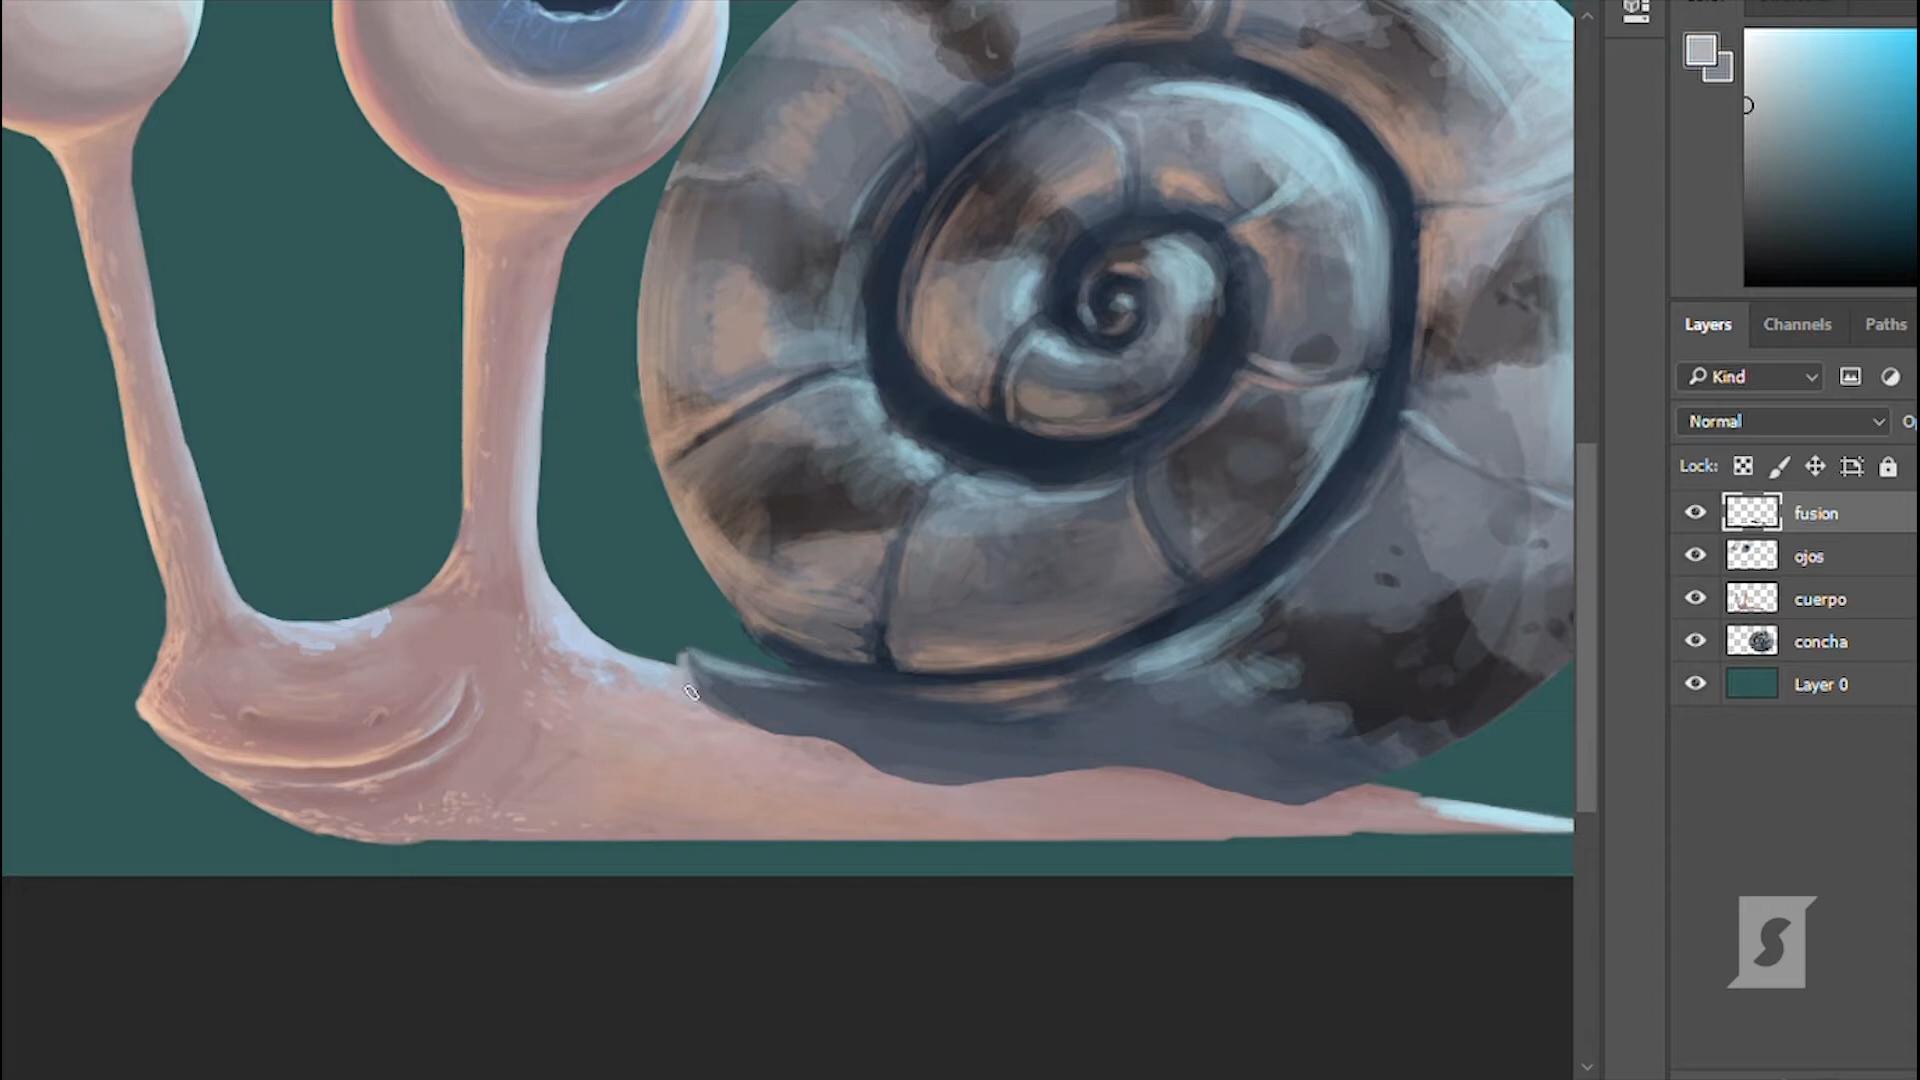 Layers Channels Paths
Kind
Normal
Lock:
fusion
ojos
cuerpo
concha
Layer 0
S